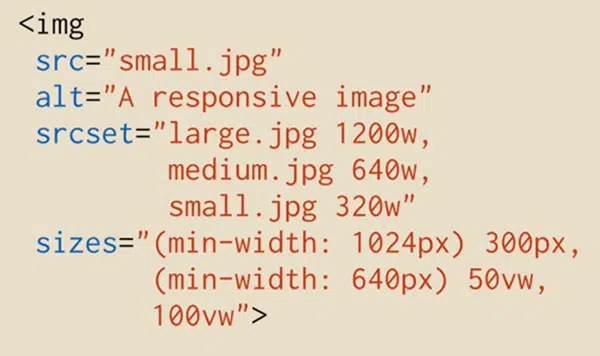 <img
src="small.jpg"
alt="A responsive image"
srcset="large.jpg 1200w,
medium.jpg 640w,
small.jpg 320w"
sizes="(min-width: 1024px) 300px,
(min-width: 640px) 50vw,
100vw">